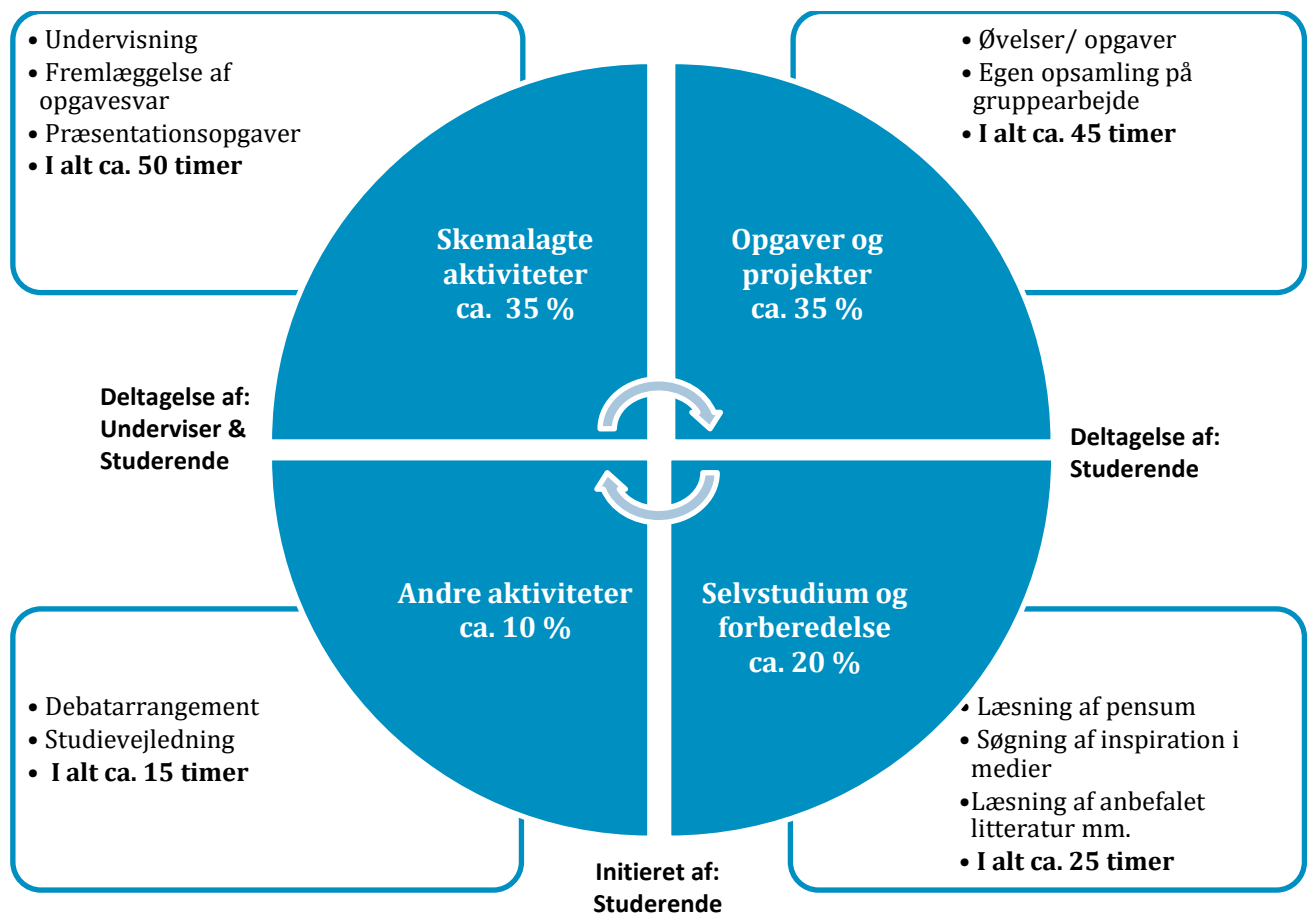 • Undervisning
• Fremlæggelse af
opgavesvar
• Præsentationsopgaver
• I alt ca. 50 timer
• Øvelser/ opgaver
• Egen opsamling på
gruppearbejde
• I alt ca. 45 timer
Skemalagte
aktiviteter
ca. 35 %
Opgaver og
projekter
ca. 35 %
Deltagelse af:
Underviser &
Studerende
Deltagelse af:
Studerende
Andre aktiviteter
ca. 10 %
Selvstudium og
forberedelse
ca. 20 %
• Debatarrangement
• Studievejledning
• I alt ca. 15 timer
• Læsning af pensum
• Søgning af inspiration i
medier
•Læsning af anbefalet
litteratur mm.
• I alt ca. 25 timer
Initieret af:
Studerende